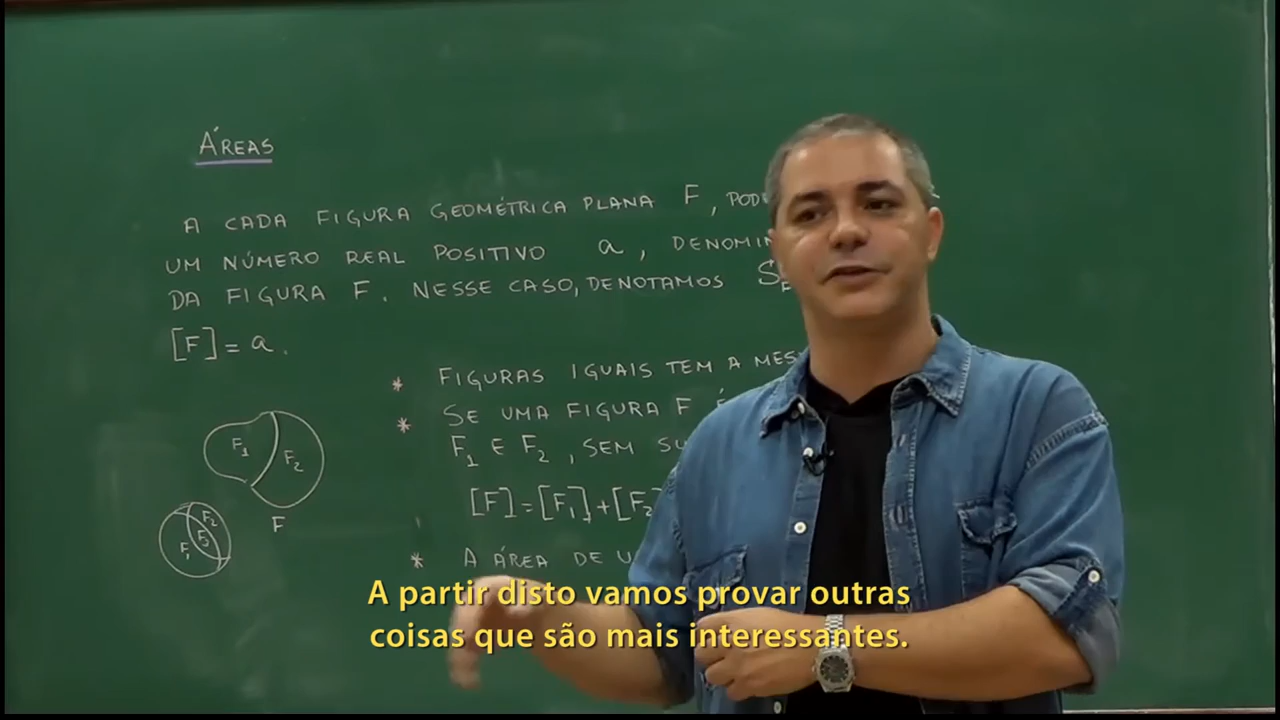 ÁREAS
A CADA FIGURA GEOMÉTRICA PLANA F, POD
UM NÚMERO REAL POSITIVO a, DENOMIN
DA FIGURA F. NESSE CASO, DENOTAMOS S
[F] = a.
* FIGURAS IGUAIS TEM A MES
* SE UMA FIGURA F É
F₁ E F₂, SEM SU
[F]=[F₁]+[F₂
* A ÁREA DE U
F₁ F₂
F
F₂
F₁ F₃
A partir disto vamos provar outras
coisas que são mais interessantes.